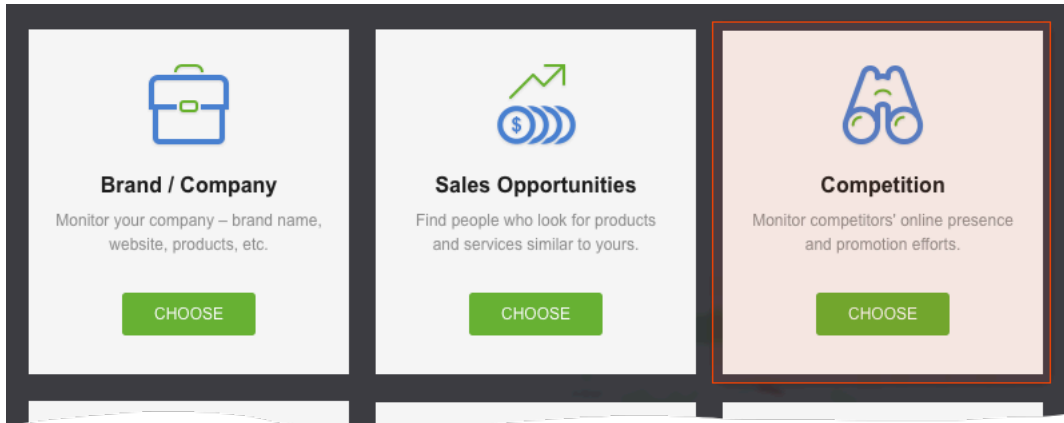 Brand / Company
Monitor your company – brand name,
website, products, etc.
CHOOSE
$
Sales Opportunities
Find people who look for products
and services similar to yours.
CHOOSE
Competition
Monitor competitors' online presence
and promotion efforts.
CHOOSE